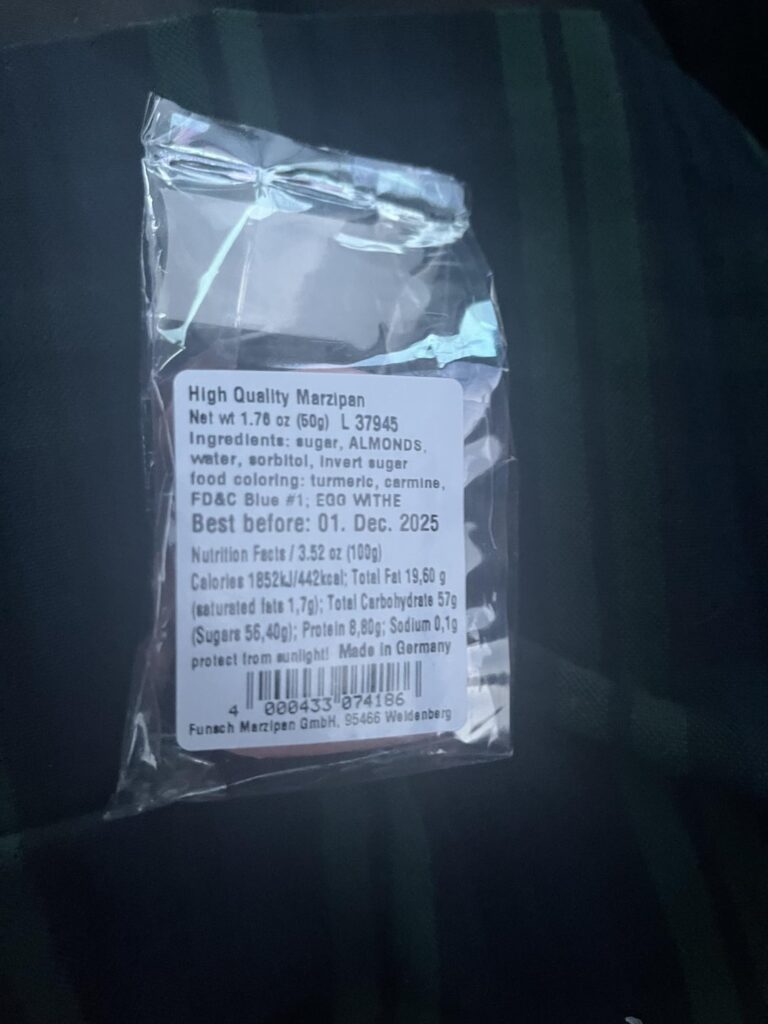 High Quality Marzipan
Net wt 1.76 oz (50g) L 37945
Ingredients: sugar, ALMONDS,
water, sorbitol, invert sugar
food coloring: turmeric, carmine,
FD&C Blue #1; EGG WITHE
Best before: 01. Dec. 2025
Nutrition Facts / 3.52 oz (100g)
Calories 1852kJ/442kcal; Total Fat 19,60 g
(saturated fats 1,7g); Total Carbohydrate 57g
(Sugars 56,40g); Protein 8,80g; Sodium 0,1g
protect from sunlight! Made in Germany
4 000433 074186
Funsch Marzipan GmbH, 95466 Weidenberg